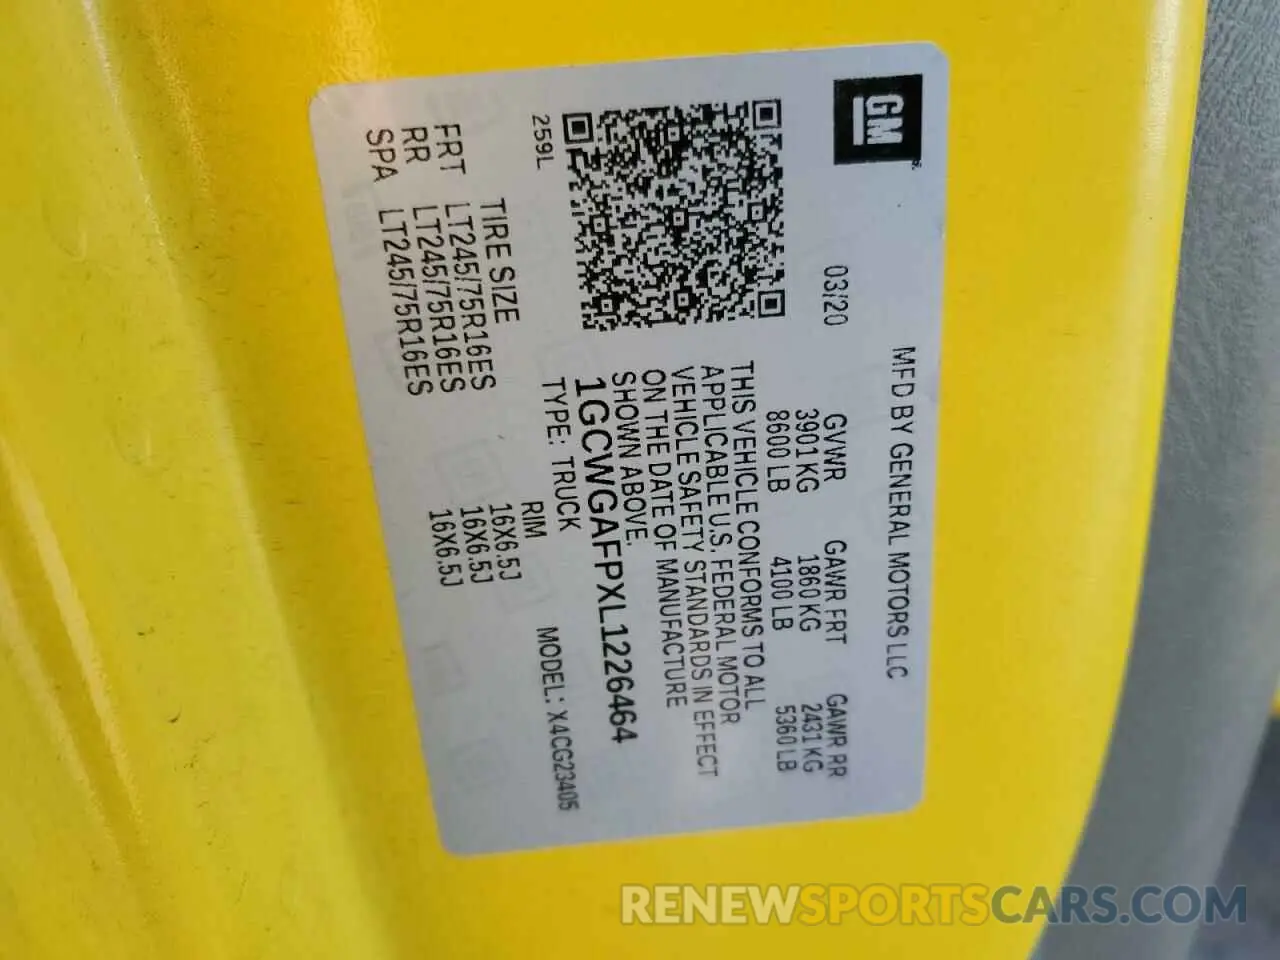 GM
MFD BY GENERAL MOTORS LLC
03/20
GVWR GAWR FRT GAWR RR
3901 KG 1860 KG 2431 KG
8600 LB 4100 LB 5360 LB
THIS VEHICLE CONFORMS TO ALL
APPLICABLE U.S. FEDERAL MOTOR
VEHICLE SAFETY STANDARDS IN EFFECT
ON THE DATE OF MANUFACTURE
SHOWN ABOVE.
1GCWGAFPXL1226464
259L
TYPE: TRUCK MODEL: X4CG23405
TIRE SIZE RIM
FRT LT245/75R16ES 16X6.5J
RR LT245/75R16ES 16X6.5J
SPA LT245/75R16ES 16X6.5J
RENEWSPORTSCARS.COM